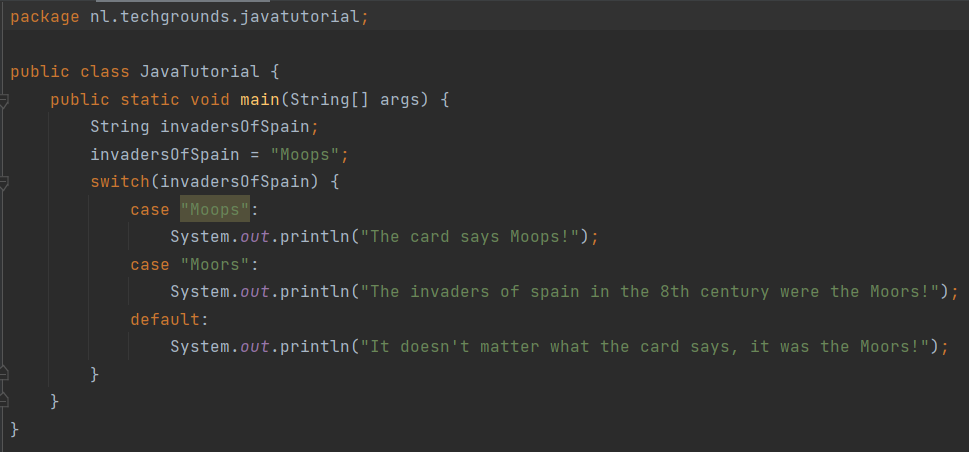 package nl.techgrounds.javatutorial;
public class JavaTutorial {
public static void main(String[] args) {
String invadersOfSpain;
invadersOfSpain = "Moops";
switch(invadersOfSpain) {
case "Moops":
System.out.println("The card says Moops!");
case "Moors":
System.out.println("The invaders of spain in the 8th century were the Moors!");
default:
System.out.println("It doesn't matter what the card says, it was the Moors!");
}
}
}